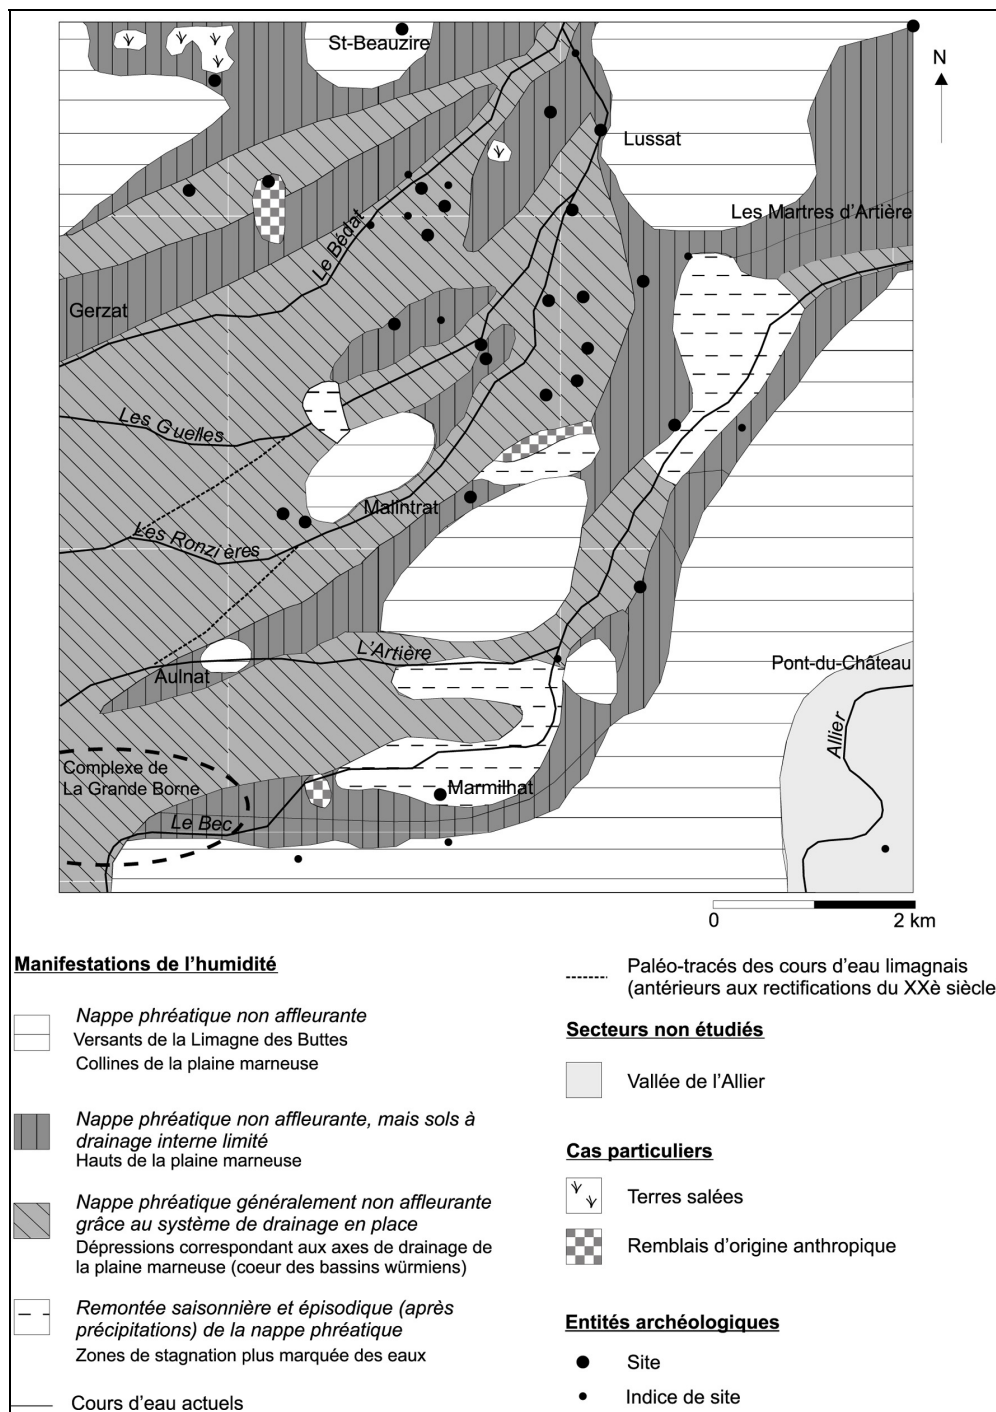 St-Beauzire
N
Lussat
Les Martres d'Artière
Le Bédat
Gerzat
Les Guelles
Malintrat
Les Ronzières
L'Artière
Aulnat
Pont-du-Château
Allier
Complexe de
La Grande Borne
Marmilhat
Le Bec
0
2 km
Manifestations de l'humidité
Nappe phréatique non affleurante
Versants de la Limagne des Buttes
Collines de la plaine marneuse
Nappe phréatique non affleurante, mais sols à
drainage interne limité
Hauts de la plaine marneuse
Nappe phréatique généralement non affleurante
grâce au système de drainage en place
Dépressions correspondant aux axes de drainage de
la plaine marneuse (coeur des bassins würmiens)
Remontée saisonnière et épisodique (après
précipitations) de la nappe phréatique
Zones de stagnation plus marquée des eaux
Cours d'eau actuels
Paléo-tracés des cours d'eau limagnais
(antérieurs aux rectifications du XXè siècle
Secteurs non étudiés
Vallée de l'Allier
Cas particuliers
Terres salées
Remblais d'origine anthropique
Entités archéologiques
Site
Indice de site